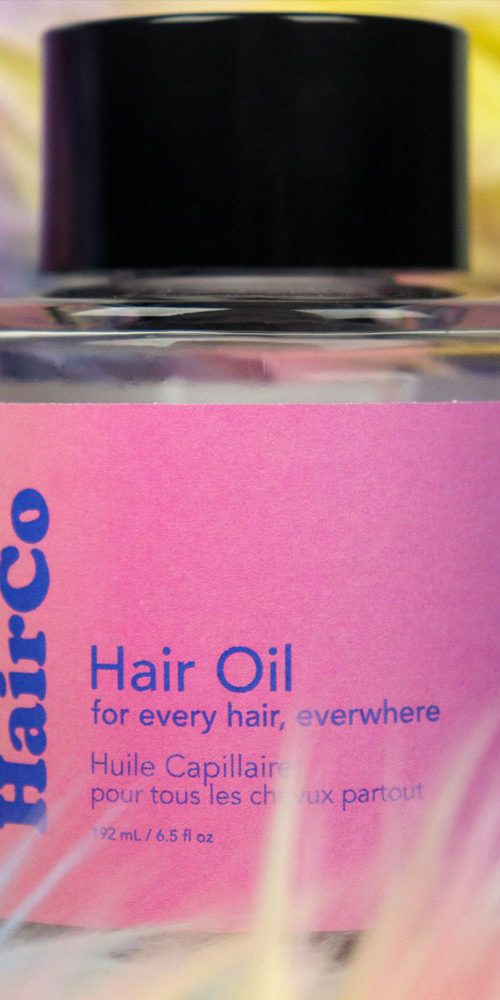 HairCo
Hair Oil
for every hair, everwhere
Huile Capillaire
pour tous les cheveux partout
192 mL / 6.5 fl oz